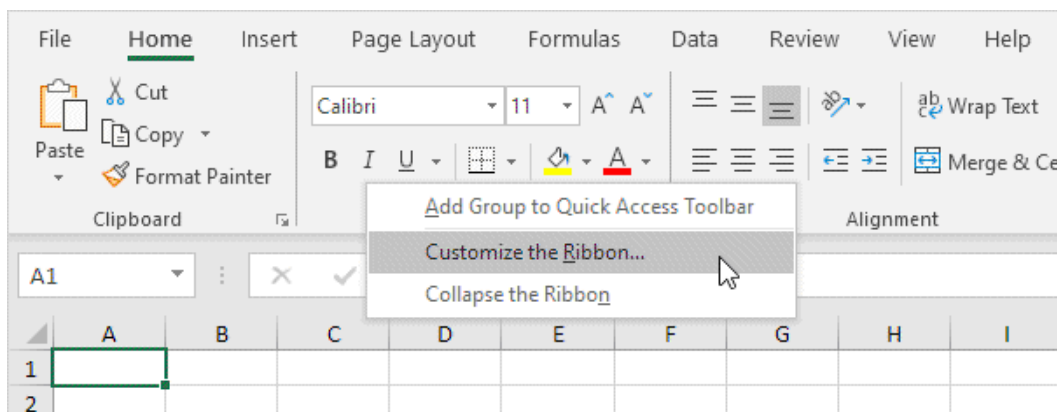 File Home Insert Page Layout Formulas Data Review View Help
Cut
Copy
Paste
Format Painter
Clipboard
Calibri 11 A A
B I U A
ab Wrap Text
Merge & Ce
Alignment
Add Group to Quick Access Toolbar
Customize the Ribbon...
Collapse the Ribbon
A1
A B C D E F G H I
1
2